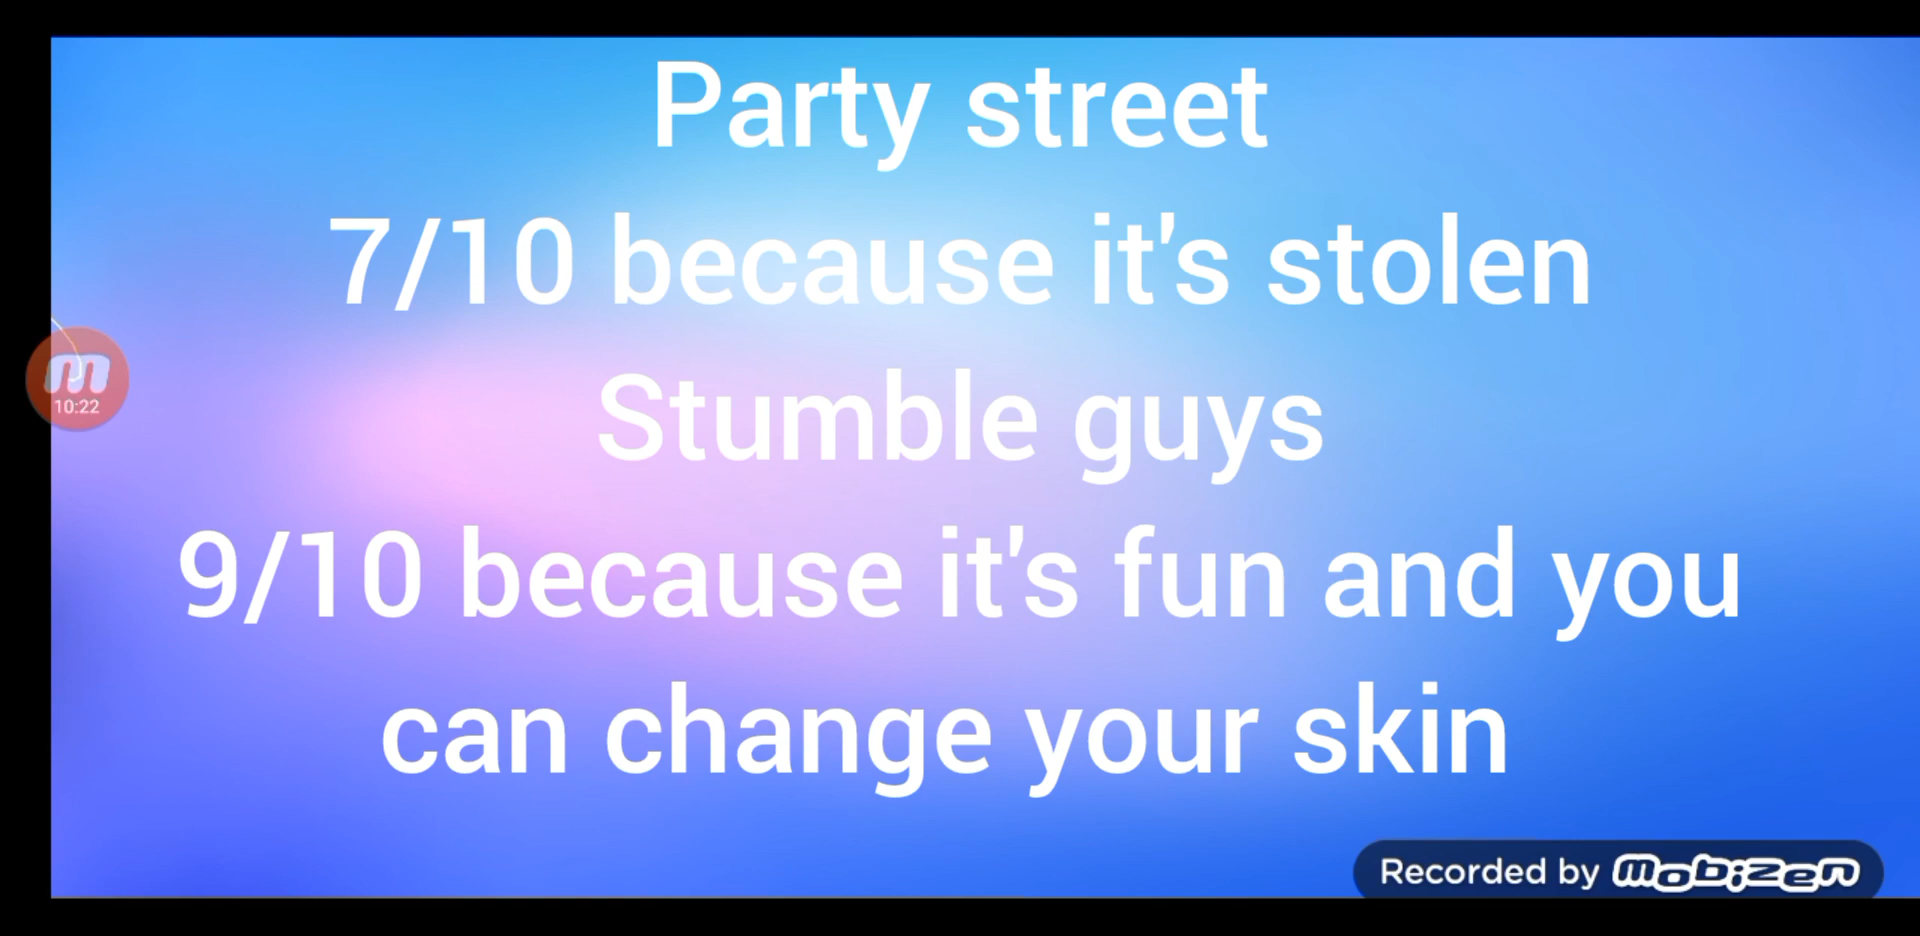 Party street
7/10 because it's stolen
Stumble guys
9/10 because it's fun and you
can change your skin
m
10:22
Recorded by mobizen